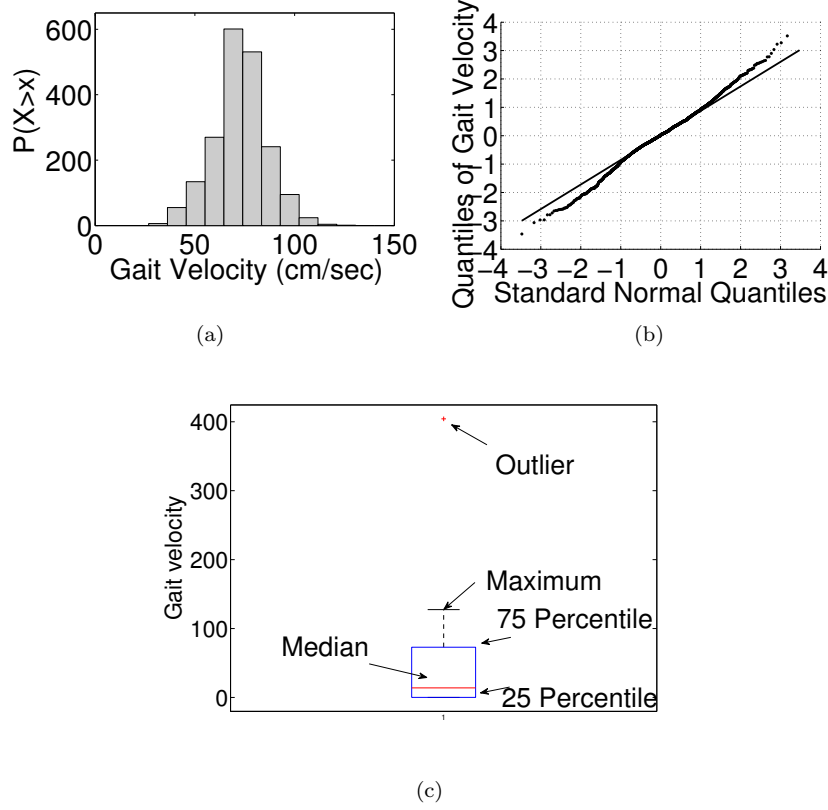 600
400
200
0
P(X>x)
0 50 100 150
Gait Velocity (cm/sec)
(a)
4
3
2
1
0
−1
−2
−3
−4
Quantiles of Gait Velocity
−4 −3 −2 −1 0 1 2 3 4
Standard Normal Quantiles
(b)
400
300
200
100
0
Gait velocity
Outlier
Maximum
75 Percentile
Median
25 Percentile
1
(c)